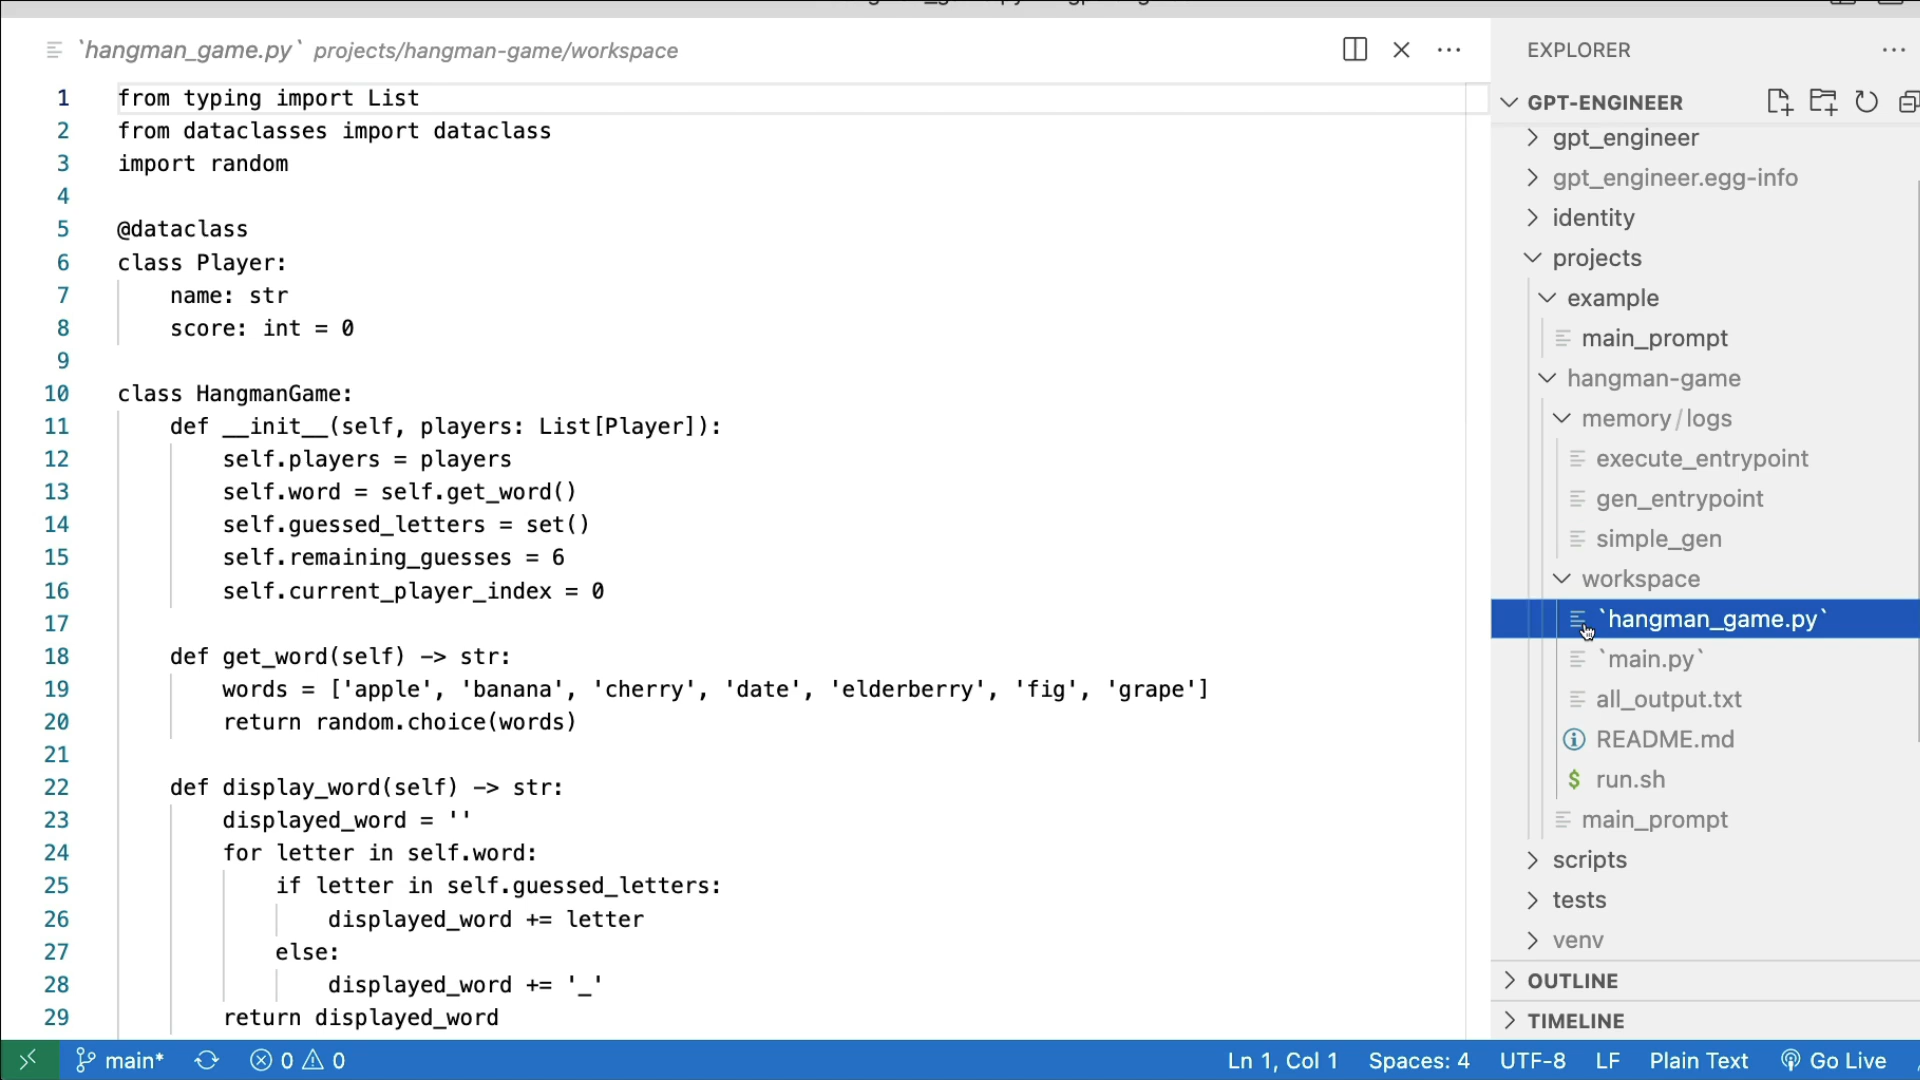 `hangman_game.py` projects/hangman-game/workspace
1 from typing import List
2 from dataclasses import dataclass
3 import random
4
5 @dataclass
6 class Player:
7     name: str
8     score: int = 0
9
10 class HangmanGame:
11     def __init__(self, players: List[Player]):
12         self.players = players
13         self.word = self.get_word()
14         self.guessed_letters = set()
15         self.remaining_guesses = 6
16         self.current_player_index = 0
17
18     def get_word(self) -> str:
19         words = ['apple', 'banana', 'cherry', 'date', 'elderberry', 'fig', 'grape']
20         return random.choice(words)
21
22     def display_word(self) -> str:
23         displayed_word = ''
24         for letter in self.word:
25             if letter in self.guessed_letters:
26                 displayed_word += letter
27             else:
28                 displayed_word += '_'
29         return displayed_word
EXPLORER
GPT-ENGINEER
gpt_engineer
gpt_engineer.egg-info
identity
projects
example
main_prompt
hangman-game
memory/logs
execute_entrypoint
gen_entrypoint
simple_gen
workspace
`hangman_game.py`
`main.py`
all_output.txt
README.md
$ run.sh
main_prompt
scripts
tests
venv
OUTLINE
TIMELINE
main* 0 0 Ln 1, Col 1 Spaces: 4 UTF-8 LF Plain Text Go Live